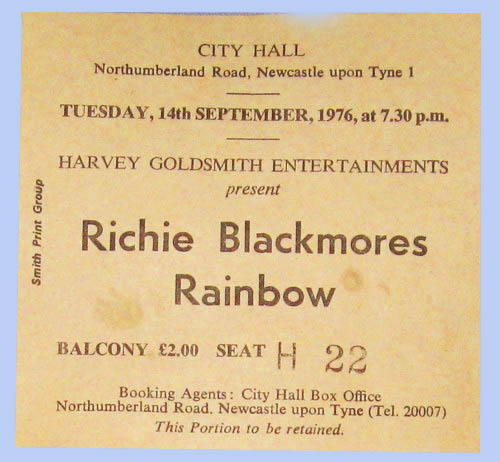 CITY HALL
Northumberland Road, Newcastle upon Tyne 1
TUESDAY, 14th SEPTEMBER, 1976, at 7.30 p.m.
HARVEY GOLDSMITH ENTERTAINMENTS
present
Richie Blackmores
Rainbow
BALCONY £2.00 SEAT H 22
Booking Agents: City Hall Box Office
Northumberland Road, Newcastle upon Tyne (Tel. 20007)
This Portion to be retained.
Smith Print Group